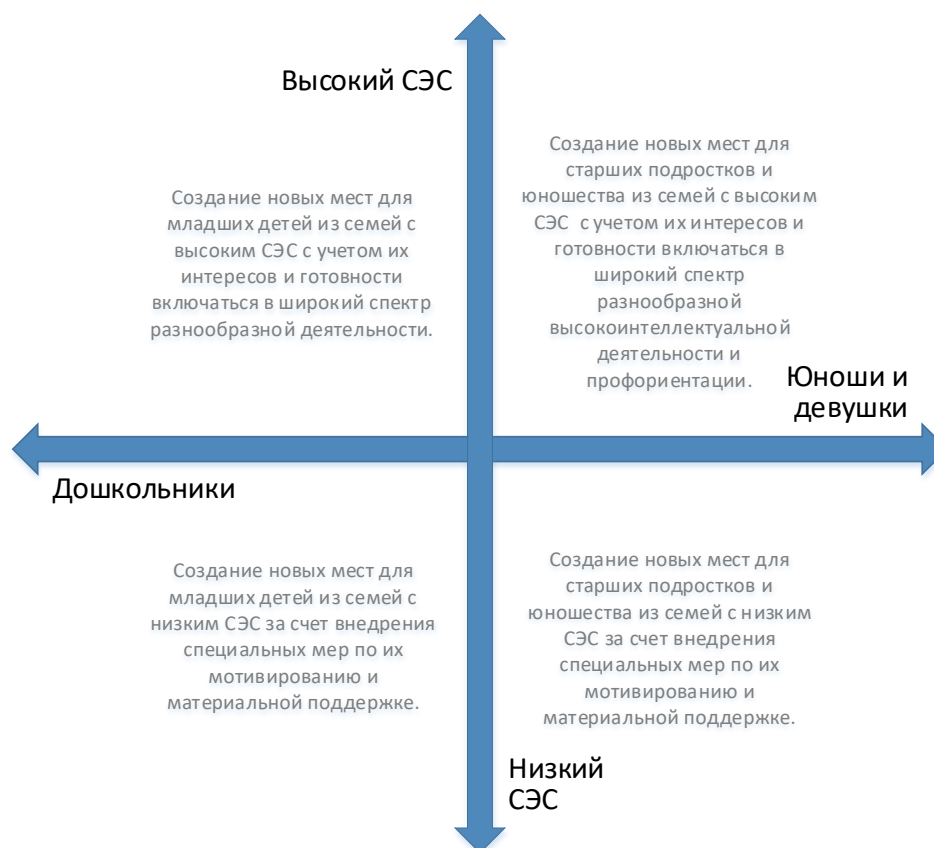 Высокий СЭС
Создание новых мест для
младших детей из семей с
высоким СЭС с учетом их
интересов и готовности
включаться в широкий спектр
разнообразной деятельности.
Создание новых мест для
старших подростков и
юношества из семей с высоким
СЭС с учетом их интересов и
готовности включаться в
широкий спектр
разнообразной
высокоинтеллектуальной
деятельности и
профориентации.
Юноши и
девушки
Дошкольники
Создание новых мест для
младших детей из семей с
низким СЭС за счет внедрения
специальных мер по их
мотивированию и
материальной поддержке.
Создание новых мест для
старших подростков и
юношества из семей с низким
СЭС за счет внедрения
специальных мер по их
мотивированию и
материальной поддержке.
Низкий
СЭС